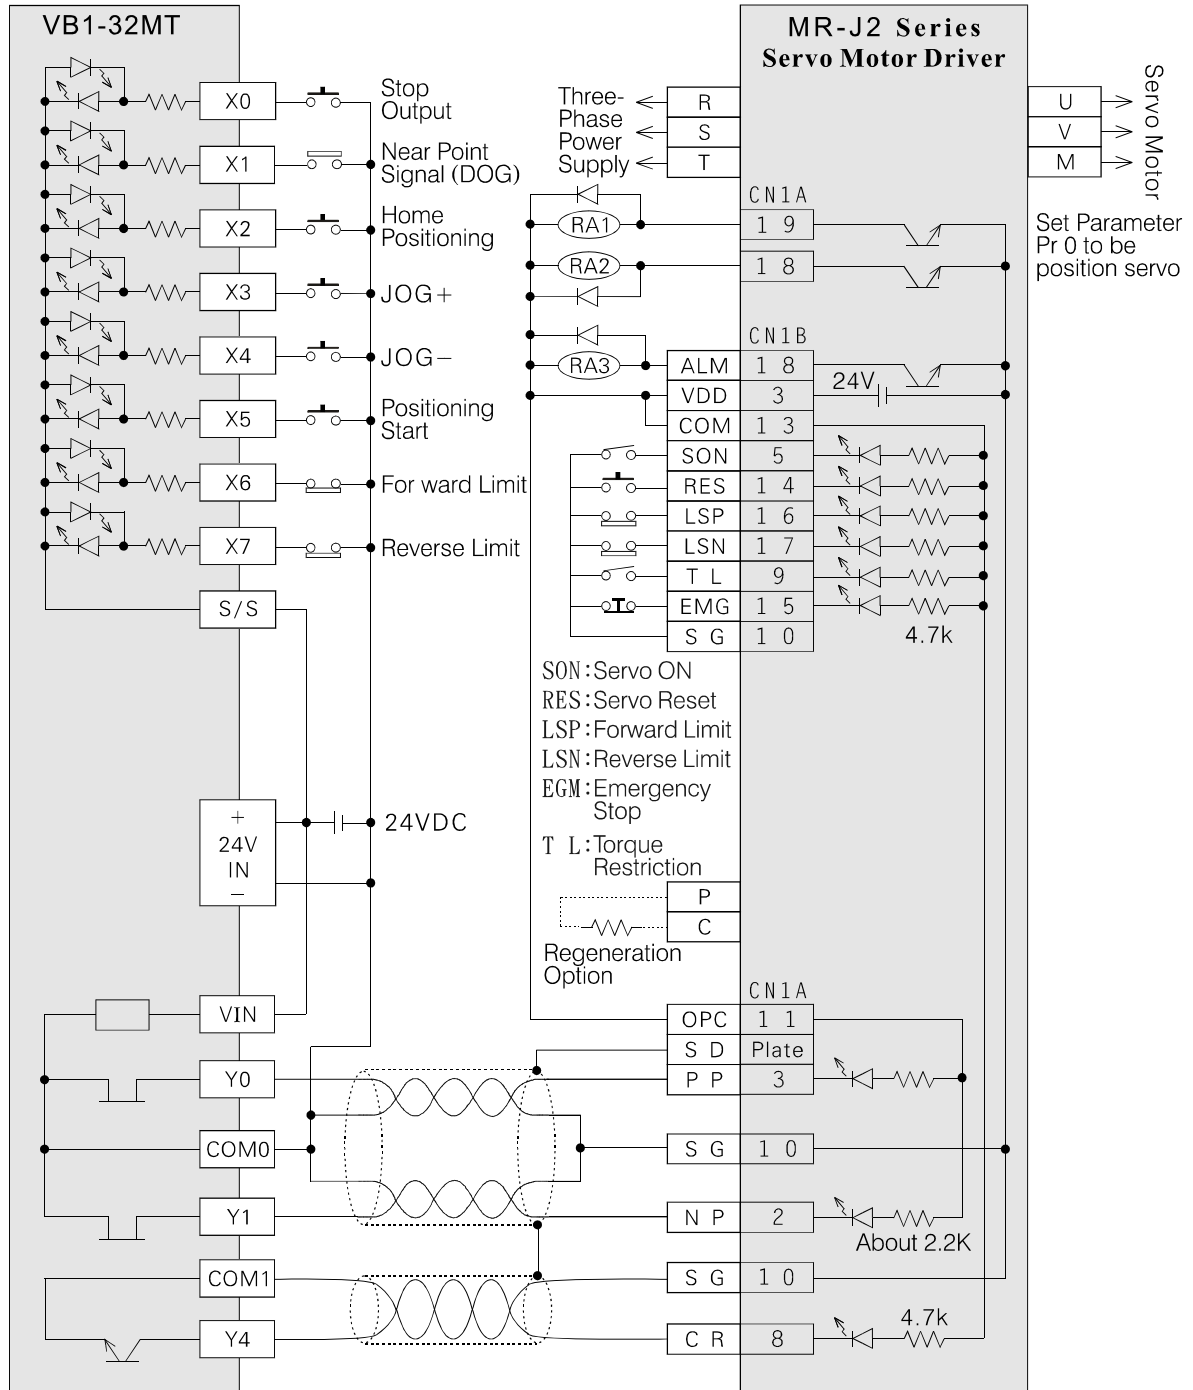 VB1-32MT
MR-J2 Series
Servo Motor Driver
X0
Stop
Output
X1
Near Point
Signal (DOG)
X2
Home
Positioning
X3
JOG+
X4
JOG−
X5
Positioning
Start
X6
For ward Limit
X7
Reverse Limit
S/S
+
24V
IN
−
24VDC
VIN
Y0
COM0
Y1
COM1
Y4
Three-
Phase
Power
Supply
R
S
T
U
V
M
Servo Motor
Set Parameter
Pr 0 to be
position servo
CN1A
RA1
1 9
RA2
1 8
CN1B
RA3
ALM 1 8
24V
VDD 3
COM 1 3
SON 5
RES 1 4
LSP 1 6
LSN 1 7
T L 9
EMG 1 5
S G 1 0
4.7k
SON:Servo ON
RES:Servo Reset
LSP:Forward Limit
LSN:Reverse Limit
EGM:Emergency
Stop
T L:Torque
Restriction
P
C
Regeneration
Option
CN1A
OPC 1 1
S D Plate
P P 3
S G 1 0
N P 2
About 2.2K
S G 1 0
4.7k
C R 8